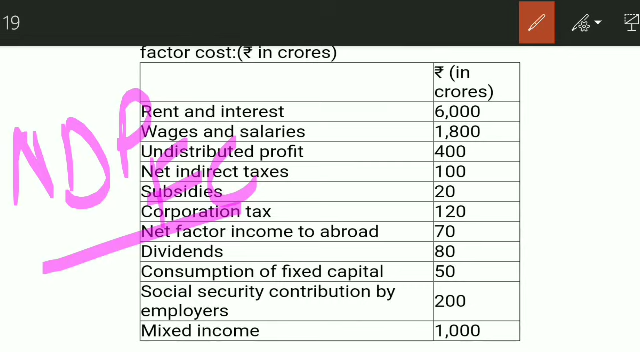 19
factor cost:(₹ in crores)
₹ (in crores)
Rent and interest 6,000
Wages and salaries 1,800
Undistributed profit 400
Net indirect taxes 100
Subsidies 20
Corporation tax 120
Net factor income to abroad 70
Dividends 80
Consumption of fixed capital 50
Social security contribution by employers 200
Mixed income 1,000
NDPFC